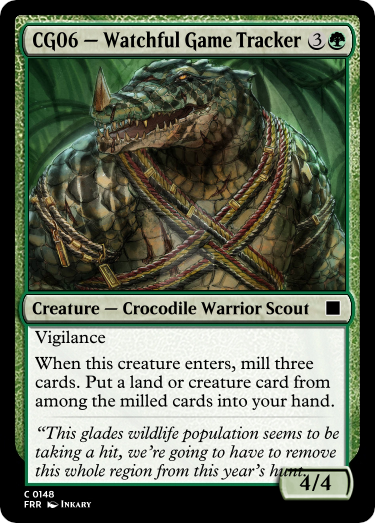 CG06 — Watchful Game Tracker 3
Creature — Crocodile Warrior Scout
Vigilance
When this creature enters, mill three
cards. Put a land or creature card from
among the milled cards into your hand.
“This glades wildlife population seems to be
taking a hit, we’re going to have to remove
this whole region from this year’s hunt.
4/4
C 0148
FRR INKARY